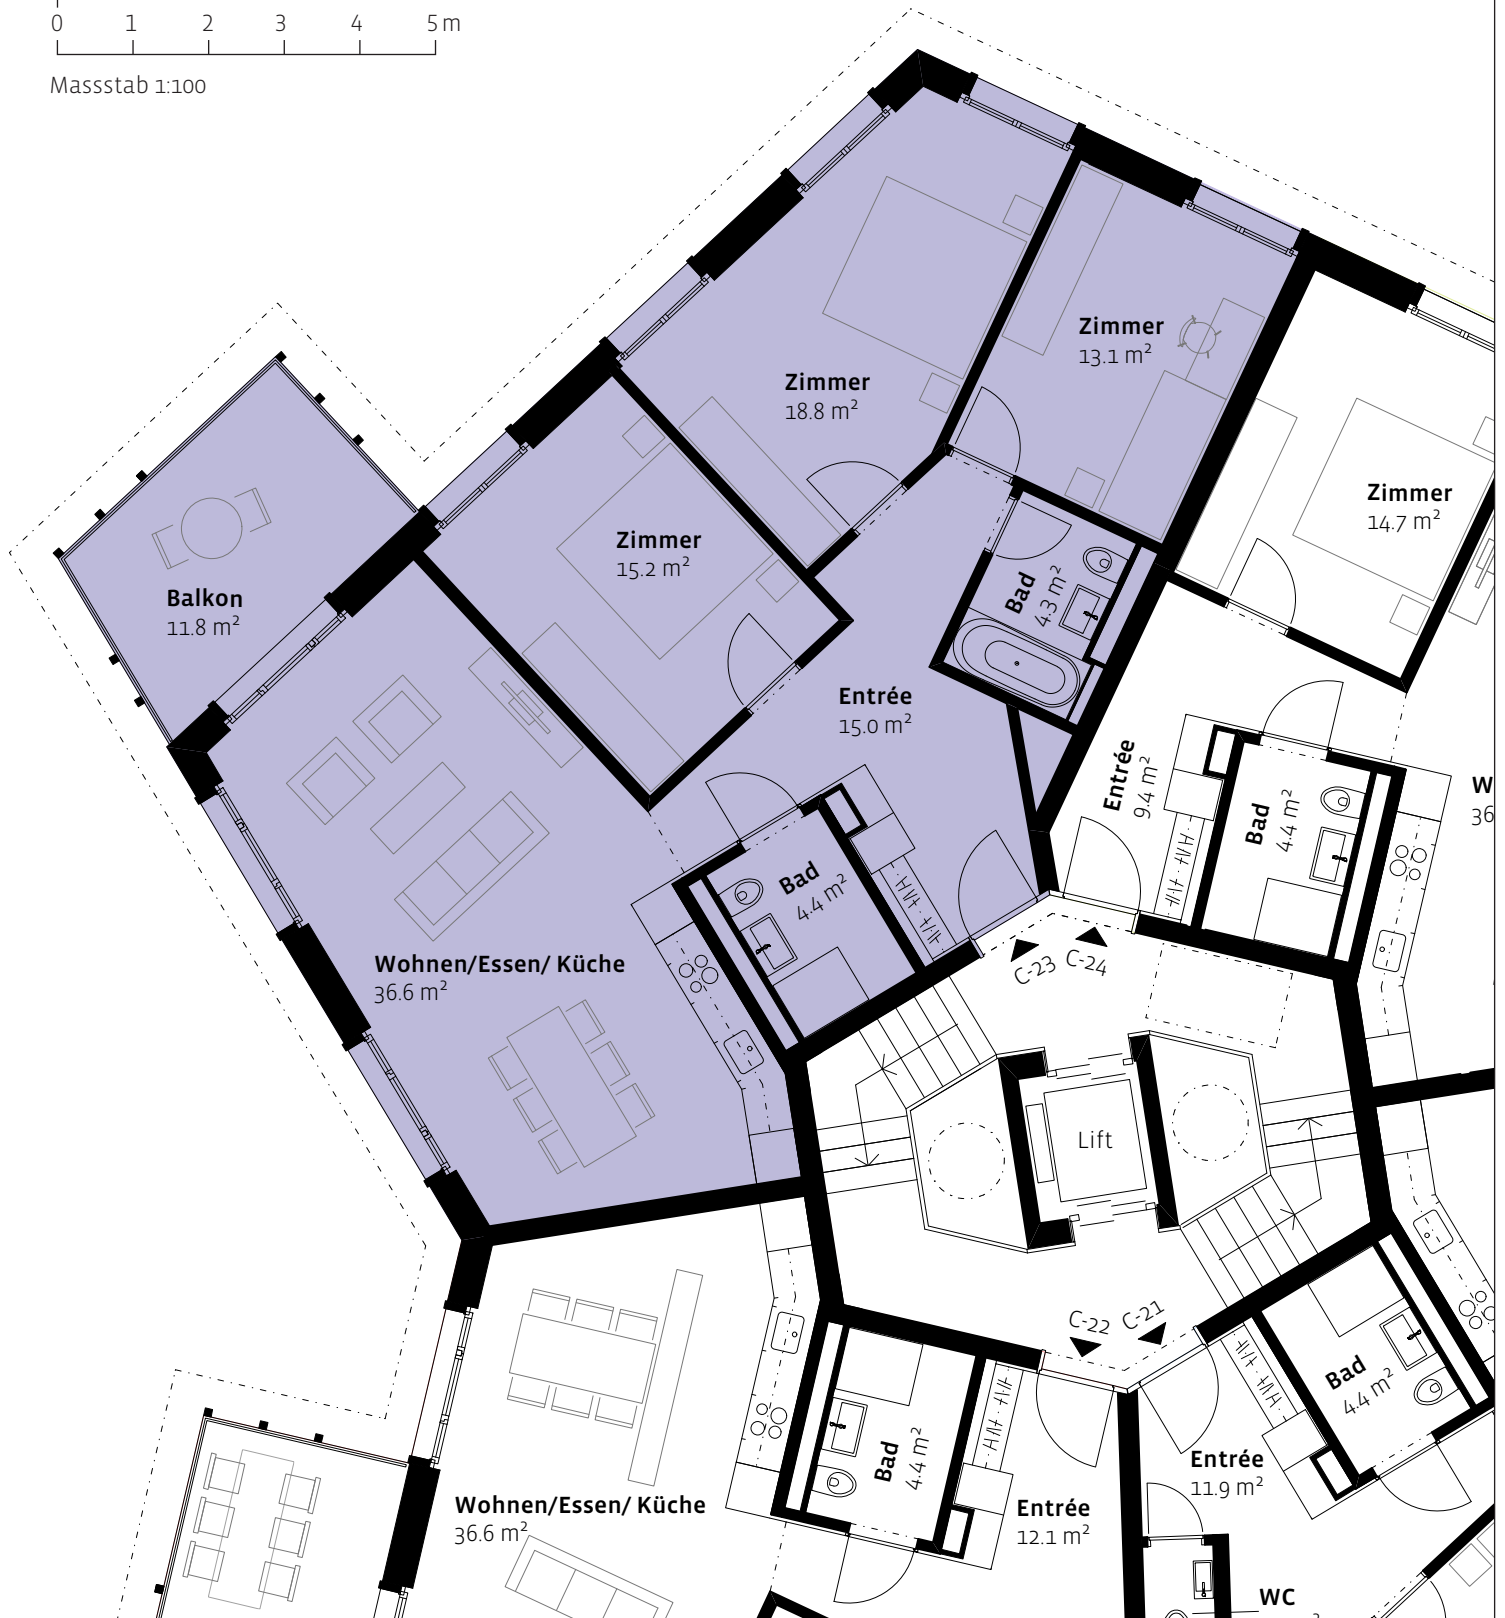 0 1 2 3 4 5 m
Massstab 1:100
Zimmer
13.1 m²
Zimmer
18.8 m²
Zimmer
14.7 m²
Zimmer
15.2 m²
Balkon
11.8 m²
Bad
4.3 m²
Entrée
15.0 m²
Entrée
9.4 m²
Bad
4.4 m²
W
36
Bad
4.4 m²
Wohnen/Essen/ Küche
36.6 m²
C-23
C-24
Lift
C-22
C-21
Bad
4.4 m²
Bad
4.4 m²
Entrée
11.9 m²
Wohnen/Essen/ Küche
36.6 m²
Entrée
12.1 m²
WC